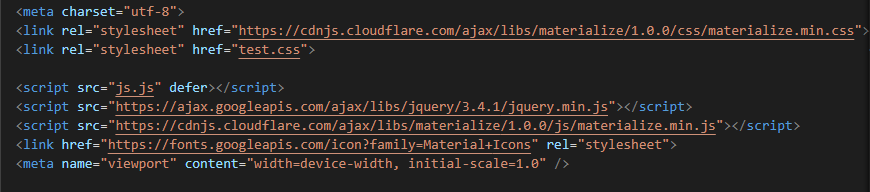 <meta charset="utf-8">
<link rel="stylesheet" href="https://cdnjs.cloudflare.com/ajax/libs/materialize/1.0.0/css/materialize.min.css">
<link rel="stylesheet" href="test.css">
<script src="js.js" defer></script>
<script src="https://ajax.googleapis.com/ajax/libs/jquery/3.4.1/jquery.min.js"></script>
<script src="https://cdnjs.cloudflare.com/ajax/libs/materialize/1.0.0/js/materialize.min.js"></script>
<link href="https://fonts.googleapis.com/icon?family=Material+Icons" rel="stylesheet">
<meta name="viewport" content="width=device-width, initial-scale=1.0" />